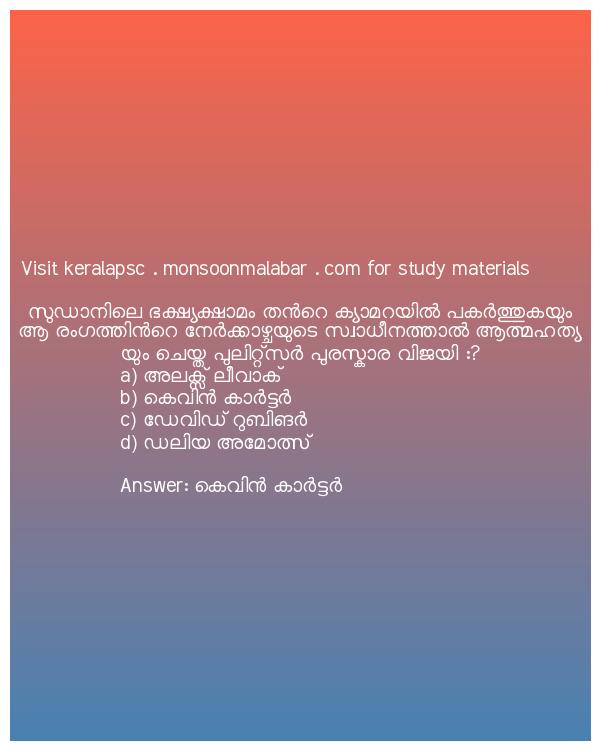 Visit keralapsc . monsoonmalabar . com for study materials
സുഡാനിലെ ഭക്ഷ്യക്ഷാമം തൻറെ ക്യാമറയിൽ പകർത്തുകയും
ആ രംഗത്തിൻറെ നേർക്കാഴ്ചയുടെ സ്വാധീനത്താൽ ആത്മഹത്യ
യും ചെയ്ത പുലിറ്റ്സർ പുരസ്കാര വിജയി :?
a) അലക്സ് ലീവാക്
b) കെവിൻ കാർട്ടർ
c) ഡേവിഡ് റുബിങർ
d) ഡലിയ അമോത്സ്
Answer: കെവിൻ കാർട്ടർ